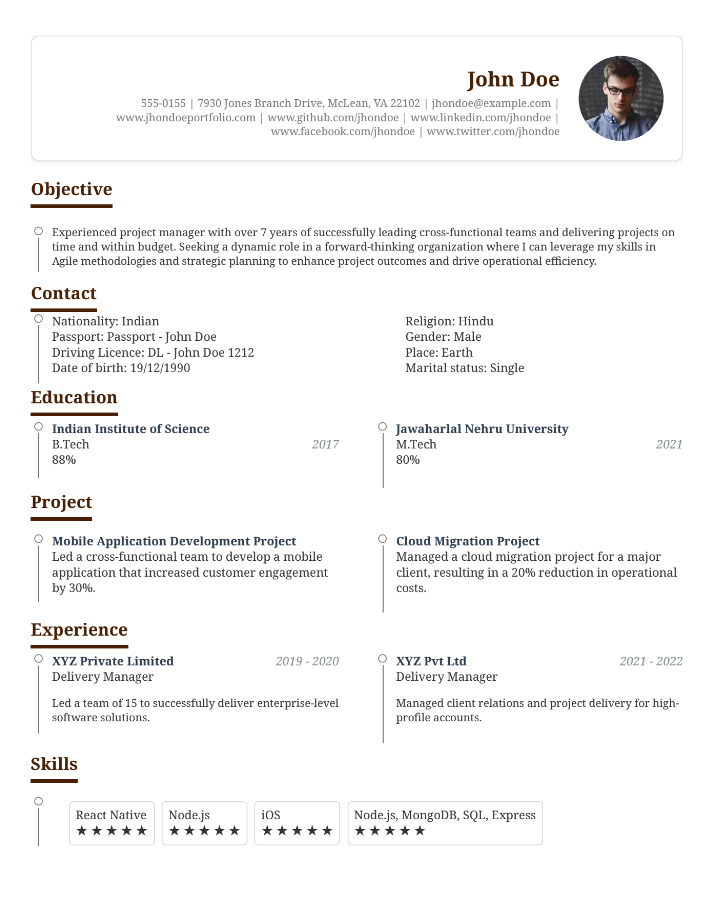 John Doe
555-0155 | 7930 Jones Branch Drive, McLean, VA 22102 | jhondoe@example.com |
www.jhondoeportfolio.com | www.github.com/jhondoe | www.linkedin.com/jhondoe |
www.facebook.com/jhondoe | www.twitter.com/jhondoe
Objective
Experienced project manager with over 7 years of successfully leading cross-functional teams and delivering projects on
time and within budget. Seeking a dynamic role in a forward-thinking organization where I can leverage my skills in
Agile methodologies and strategic planning to enhance project outcomes and drive operational efficiency.
Contact
Nationality: Indian
Passport: Passport - John Doe
Driving Licence: DL - John Doe 1212
Date of birth: 19/12/1990
Religion: Hindu
Gender: Male
Place: Earth
Marital status: Single
Education
Indian Institute of Science
B.Tech 2017
88%
Jawaharlal Nehru University
M.Tech 2021
80%
Project
Mobile Application Development Project
Led a cross-functional team to develop a mobile
application that increased customer engagement
by 30%.
Cloud Migration Project
Managed a cloud migration project for a major
client, resulting in a 20% reduction in operational
costs.
Experience
XYZ Private Limited 2019 - 2020
Delivery Manager
Led a team of 15 to successfully deliver enterprise-level
software solutions.
XYZ Pvt Ltd 2021 - 2022
Delivery Manager
Managed client relations and project delivery for high-
profile accounts.
Skills
React Native
★★★★★
Node.js
★★★★★
iOS
★★★★★
Node.js, MongoDB, SQL, Express
★★★★★